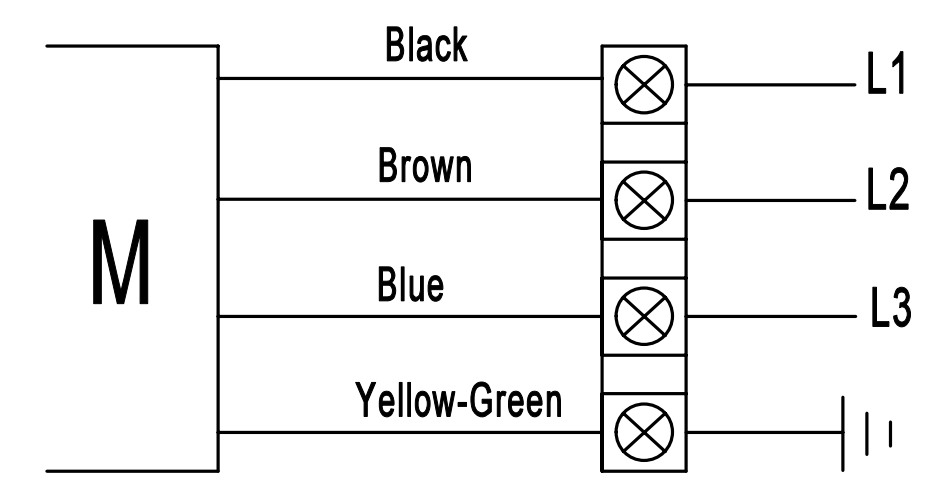 Black
L1
Brown
L2
M
Blue
L3
Yellow-Green